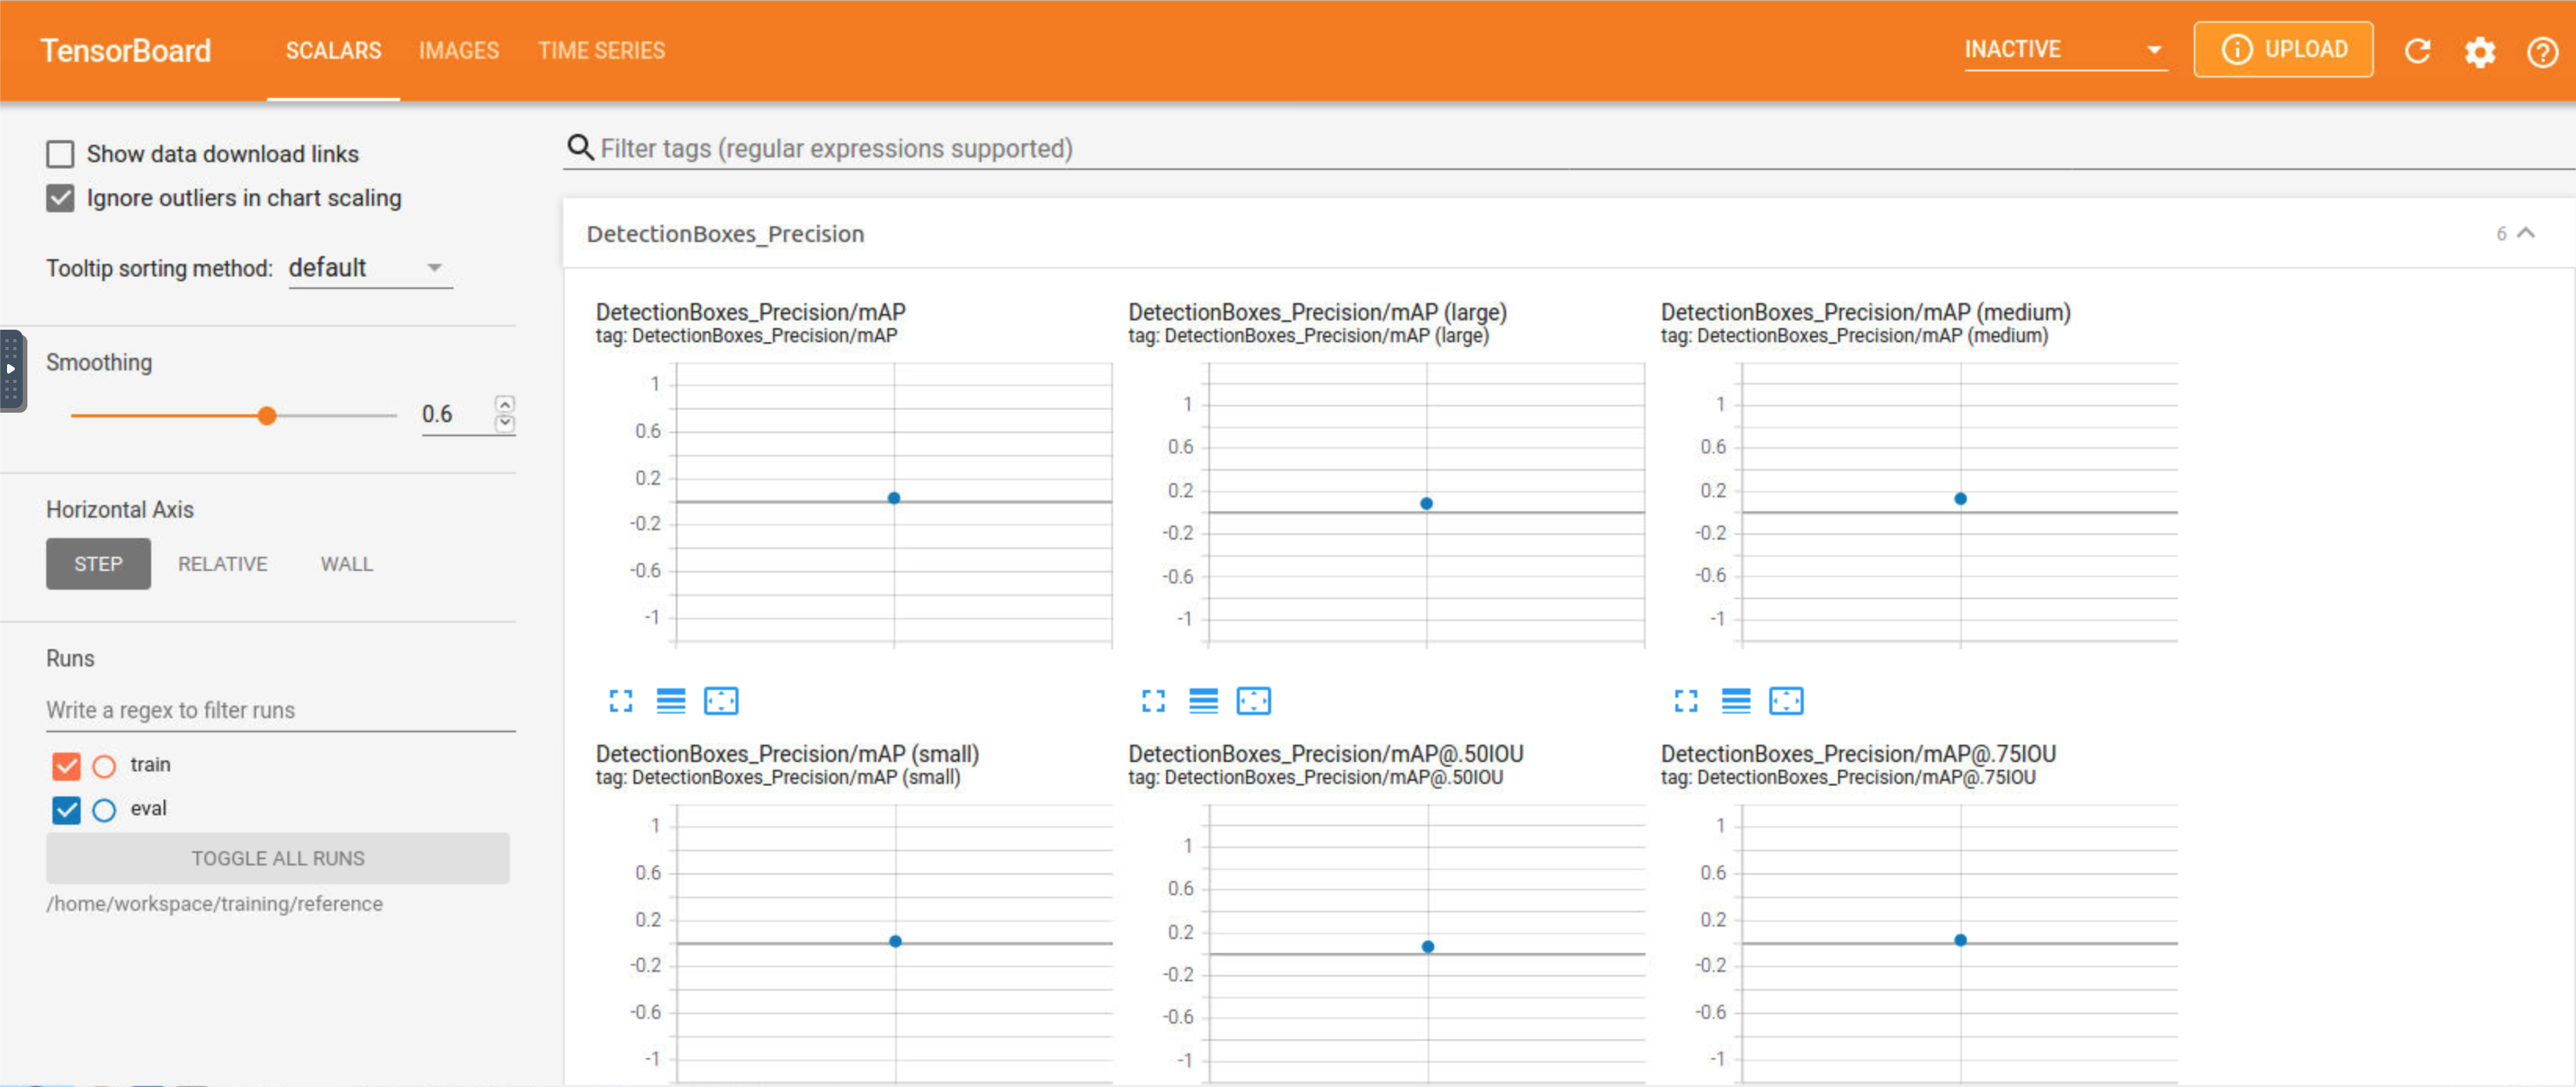 TensorBoard SCALARS IMAGES TIME SERIES INACTIVE UPLOAD
Show data download links
Ignore outliers in chart scaling
Tooltip sorting method: default
Smoothing
0.6
Horizontal Axis
STEP RELATIVE WALL
Runs
Write a regex to filter runs
train
eval
TOGGLE ALL RUNS
/home/workspace/training/reference
Filter tags (regular expressions supported)
DetectionBoxes_Precision 6
DetectionBoxes_Precision/mAP
tag: DetectionBoxes_Precision/mAP
1
0.6
0.2
-0.2
-0.6
-1
DetectionBoxes_Precision/mAP (large)
tag: DetectionBoxes_Precision/mAP (large)
1
0.6
0.2
-0.2
-0.6
-1
DetectionBoxes_Precision/mAP (medium)
tag: DetectionBoxes_Precision/mAP (medium)
1
0.6
0.2
-0.2
-0.6
-1
DetectionBoxes_Precision/mAP (small)
tag: DetectionBoxes_Precision/mAP (small)
1
0.6
0.2
-0.2
-0.6
-1
DetectionBoxes_Precision/mAP@.50IOU
tag: DetectionBoxes_Precision/mAP@.50IOU
1
0.6
0.2
-0.2
-0.6
-1
DetectionBoxes_Precision/mAP@.75IOU
tag: DetectionBoxes_Precision/mAP@.75IOU
1
0.6
0.2
-0.2
-0.6
-1